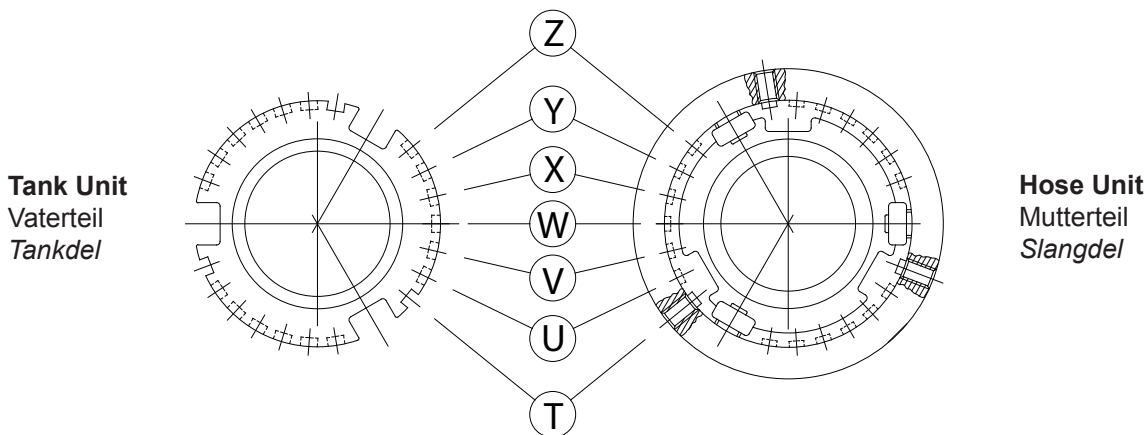 Z
Y
X
W
V
U
T
Tank Unit
Vaterteil
Tankdel
Hose Unit
Mutterteil
Slangdel